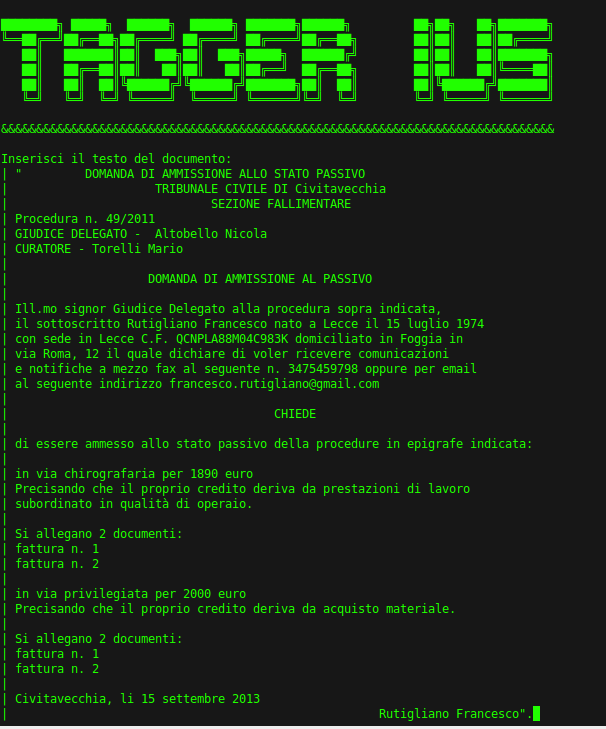 TAGGER JUS
&&&&&&&&&&&&&&&&&&&&&&&&&&&&&&&&&&&&&&&&&&&&&&&&&&&&&&&&&&&&&&&&&&&&&&&&&&&&&&&
Inserisci il testo del documento:
| "         DOMANDA DI AMMISSIONE ALLO STATO PASSIVO
|                     TRIBUNALE CIVILE DI Civitavecchia
|                             SEZIONE FALLIMENTARE
| Procedura n. 49/2011
| GIUDICE DELEGATO -  Altobello Nicola
| CURATORE - Torelli Mario
|
|                    DOMANDA DI AMMISSIONE AL PASSIVO
|
| Ill.mo signor Giudice Delegato alla procedura sopra indicata,
| il sottoscritto Rutigliano Francesco nato a Lecce il 15 luglio 1974
| con sede in Lecce C.F. QCNPLA88M04C983K domiciliato in Foggia in
| via Roma, 12 il quale dichiare di voler ricevere comunicazioni
| e notifiche a mezzo fax al seguente n. 3475459798 oppure per email
| al seguente indirizzo francesco.rutigliano@gmail.com
|
|                                      CHIEDE
|
| di essere ammesso allo stato passivo della procedure in epigrafe indicata:
|
| in via chirografaria per 1890 euro
| Precisando che il proprio credito deriva da prestazioni di lavoro
| subordinato in qualità di operaio.
|
| Si allegano 2 documenti:
| fattura n. 1
| fattura n. 2
|
| in via privilegiata per 2000 euro
| Precisando che il proprio credito deriva da acquisto materiale.
|
| Si allegano 2 documenti:
| fattura n. 1
| fattura n. 2
|
| Civitavecchia, li 15 settembre 2013
|                                                     Rutigliano Francesco".